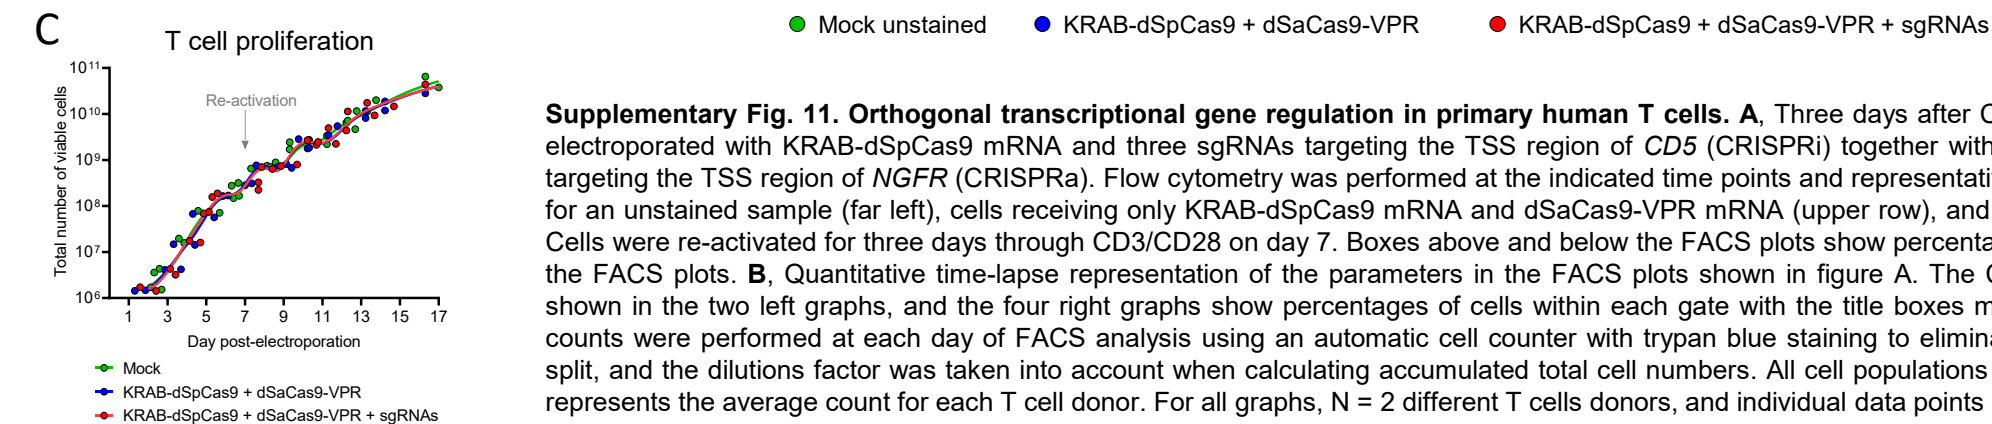 C
T cell proliferation
Mock unstained
KRAB-dSpCas9 + dSaCas9-VPR
KRAB-dSpCas9 + dSaCas9-VPR + sgRNAs
Total number of viable cells
10¹¹
10¹⁰
10⁹
10⁸
10⁷
10⁶
Re-activation
1 3 5 7 9 11 13 15 17
Day post-electroporation
Mock
KRAB-dSpCas9 + dSaCas9-VPR
KRAB-dSpCas9 + dSaCas9-VPR + sgRNAs
Supplementary Fig. 11. Orthogonal transcriptional gene regulation in primary human T cells. A, Three days after
electroporated with KRAB-dSpCas9 mRNA and three sgRNAs targeting the TSS region of CD5 (CRISPRi) together with
targeting the TSS region of NGFR (CRISPRa). Flow cytometry was performed at the indicated time points and
for an unstained sample (far left), cells receiving only KRAB-dSpCas9 mRNA and dSaCas9-VPR mRNA (upper row), and
Cells were re-activated for three days through CD3/CD28 on day 7. Boxes above and below the FACS plots show
the FACS plots. B, Quantitative time-lapse representation of the parameters in the FACS plots shown in figure A. The
shown in the two left graphs, and the four right graphs show percentages of cells within each gate with the title boxes
counts were performed at each day of FACS analysis using an automatic cell counter with trypan blue staining to
split, and the dilutions factor was taken into account when calculating accumulated total cell numbers. All cell populations
represents the average count for each T cell donor. For all graphs, N = 2 different T cells donors, and individual data points